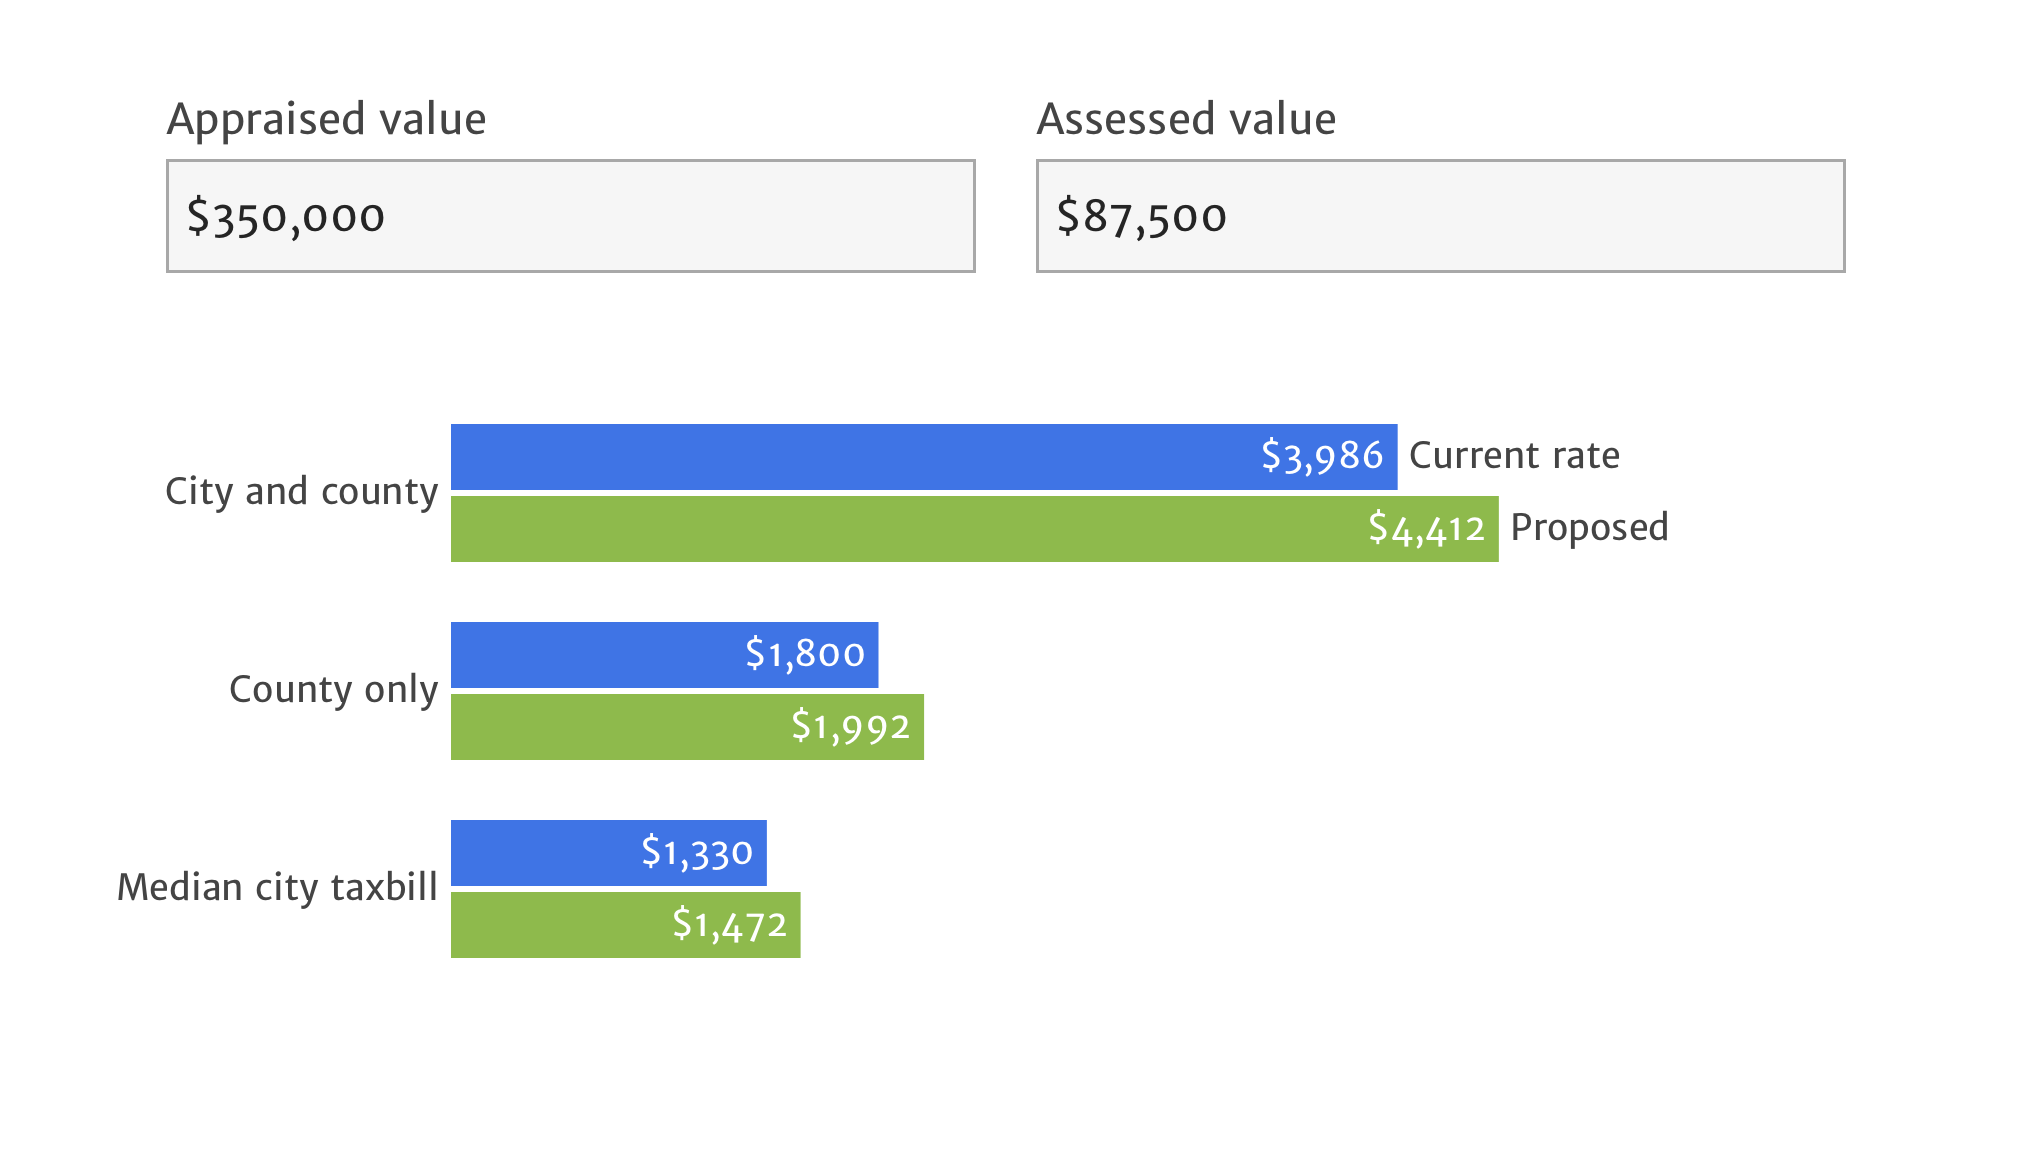 Appraised value
Assessed value
$350,000
$87,500
City and county
$3,986
Current rate
$4,412
Proposed
County only
$1,800
$1,992
Median city taxbill
$1,330
$1,472